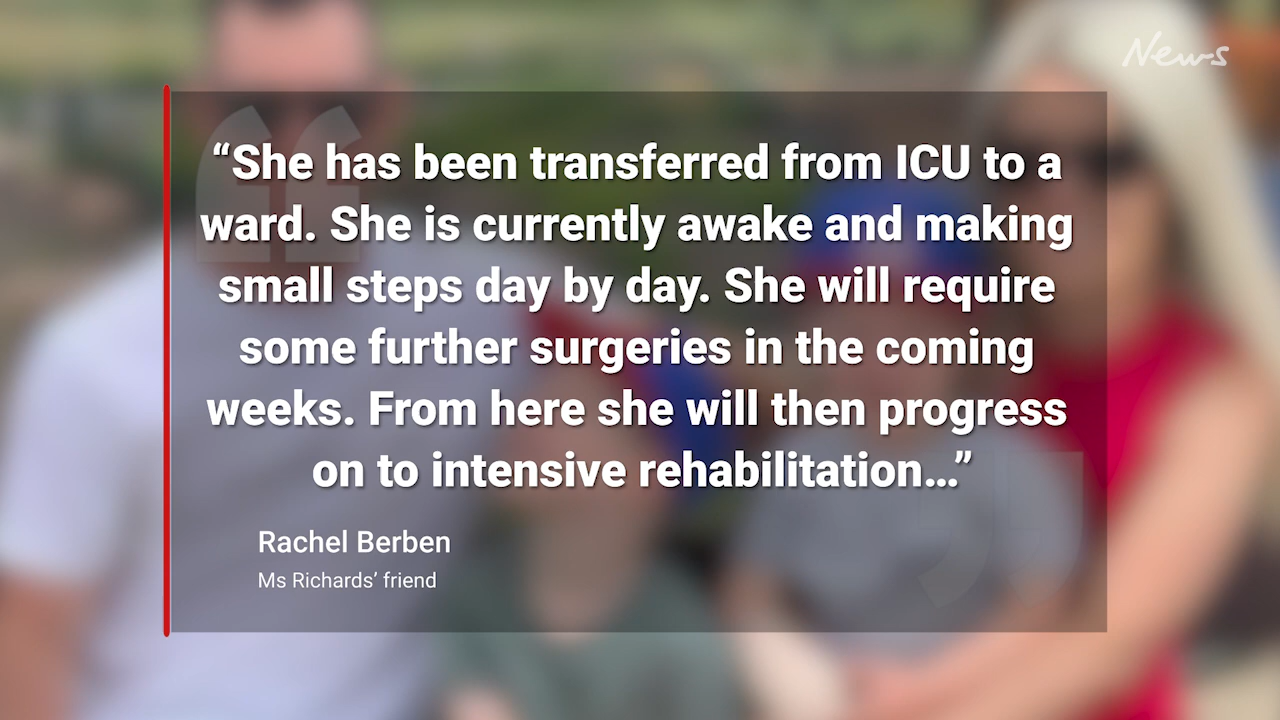 News
“She has been transferred from ICU to a
ward. She is currently awake and making
small steps day by day. She will require
some further surgeries in the coming
weeks. From here she will then progress
on to intensive rehabilitation…”
Rachel Berben
Ms Richards’ friend